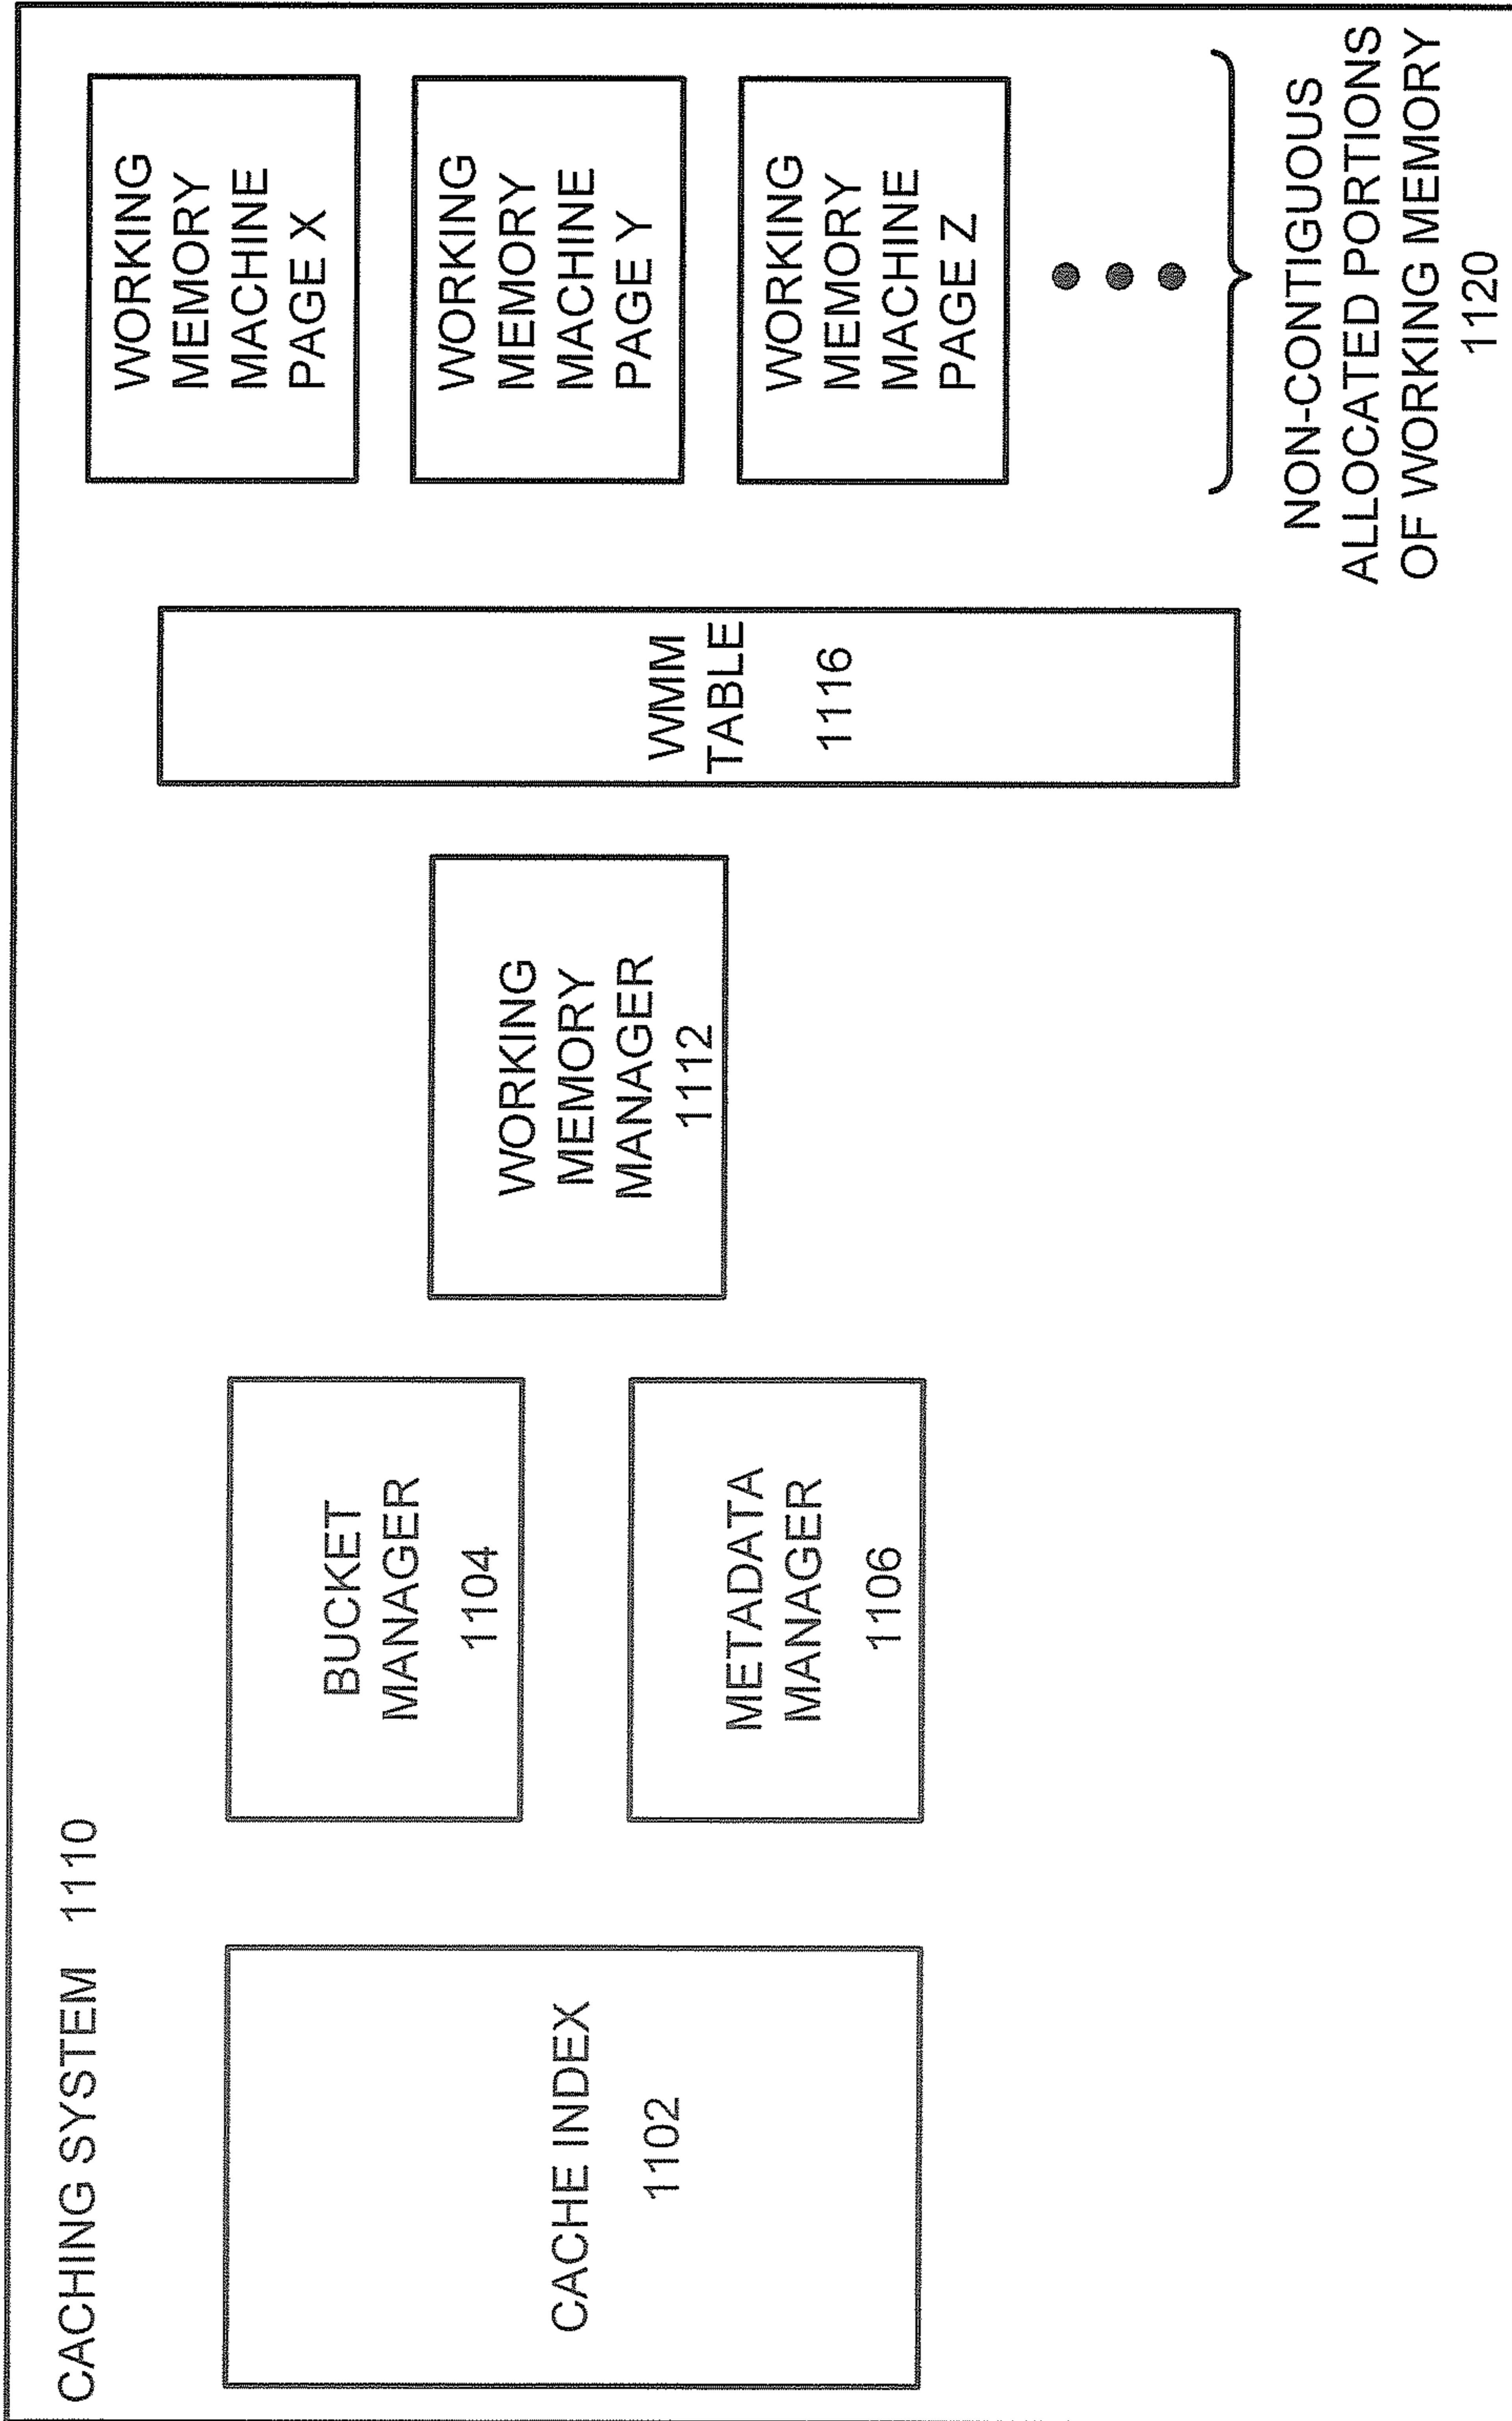 CACHING SYSTEM 1110
CACHE INDEX
1102
BUCKET
MANAGER
1104
METADATA
MANAGER
1106
WORKING
MEMORY
MANAGER
1112
WMM
TABLE
1116
WORKING
MEMORY
MACHINE
PAGE X
WORKING
MEMORY
MACHINE
PAGE Y
WORKING
MEMORY
MACHINE
PAGE Z
NON-CONTIGUOUS
ALLOCATED PORTIONS
OF WORKING MEMORY
1120